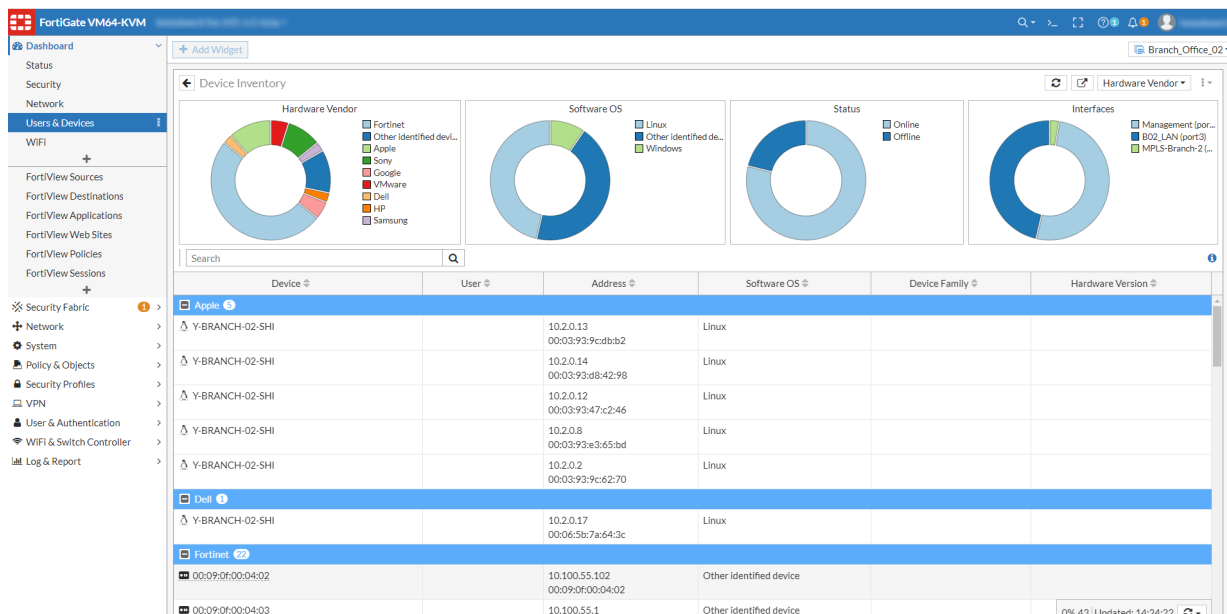 FortiGate VM64-KVM
1
1
Dashboard
Status
Security
Network
Users & Devices
WiFi
FortiView Sources
FortiView Destinations
FortiView Applications
FortiView Web Sites
FortiView Policies
FortiView Sessions
Security Fabric 1
Network
System
Policy & Objects
Security Profiles
VPN
User & Authentication
WiFi & Switch Controller
Log & Report
+ Add Widget
Branch_Office_02
Device Inventory
Hardware Vendor
Hardware Vendor
Fortinet
Other identified devi...
Apple
Sony
Google
VMware
Dell
HP
Samsung
Software OS
Linux
Other identified de...
Windows
Status
Online
Offline
Interfaces
Management (por...
B02_LAN (port3)
MPLS-Branch-2 (...
Search
Device User Address Software OS Device Family Hardware Version
Apple 5
Y-BRANCH-02-SHI 10.2.0.13 Linux
00:03:93:9c:db:b2
Y-BRANCH-02-SHI 10.2.0.14 Linux
00:03:93:d8:42:98
Y-BRANCH-02-SHI 10.2.0.12 Linux
00:03:93:47:c2:46
Y-BRANCH-02-SHI 10.2.0.8 Linux
00:03:93:e3:65:bd
Y-BRANCH-02-SHI 10.2.0.2 Linux
00:03:93:9c:62:70
Dell 1
Y-BRANCH-02-SHI 10.2.0.17 Linux
00:06:5b:7a:64:3c
Fortinet 22
00:09:0f:00:04:02 10.100.55.102 Other identified device
00:09:0f:00:04:02
00:09:0f:00:04:03 10.100.55.1 Other identified device
0% 43 Updated: 14:24:22